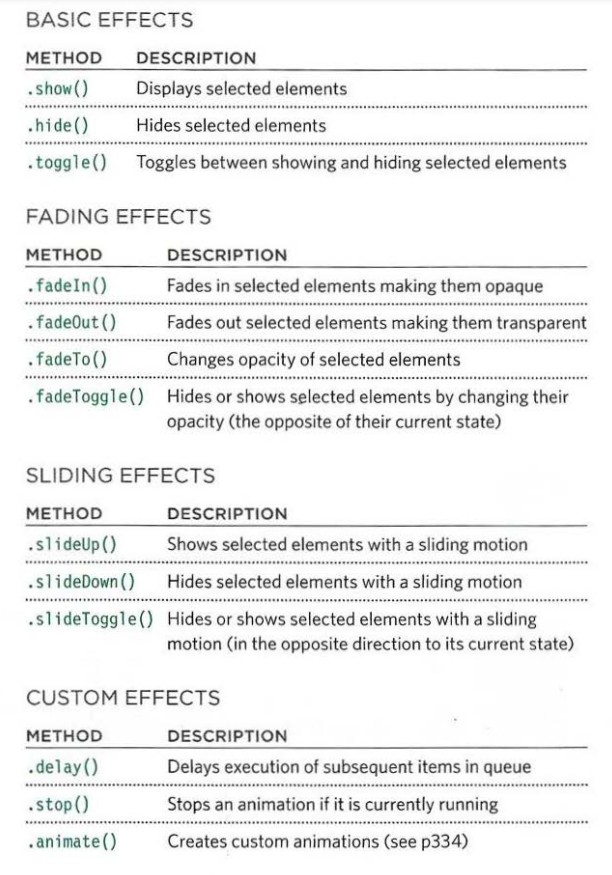 BASIC EFFECTS
METHOD DESCRIPTION
.show() Displays selected elements
.hide() Hides selected elements
.toggle() Toggles between showing and hiding selected elements
FADING EFFECTS
METHOD DESCRIPTION
.fadeIn() Fades in selected elements making them opaque
.fadeOut() Fades out selected elements making them transparent
.fadeTo() Changes opacity of selected elements
.fadeToggle() Hides or shows selected elements by changing their
opacity (the opposite of their current state)
SLIDING EFFECTS
METHOD DESCRIPTION
.slideUp() Shows selected elements with a sliding motion
.slideDown() Hides selected elements with a sliding motion
.slideToggle() Hides or shows selected elements with a sliding
motion (in the opposite direction to its current state)
CUSTOM EFFECTS
METHOD DESCRIPTION
.delay() Delays execution of subsequent items in queue
.stop() Stops an animation if it is currently running
.animate() Creates custom animations (see p334)